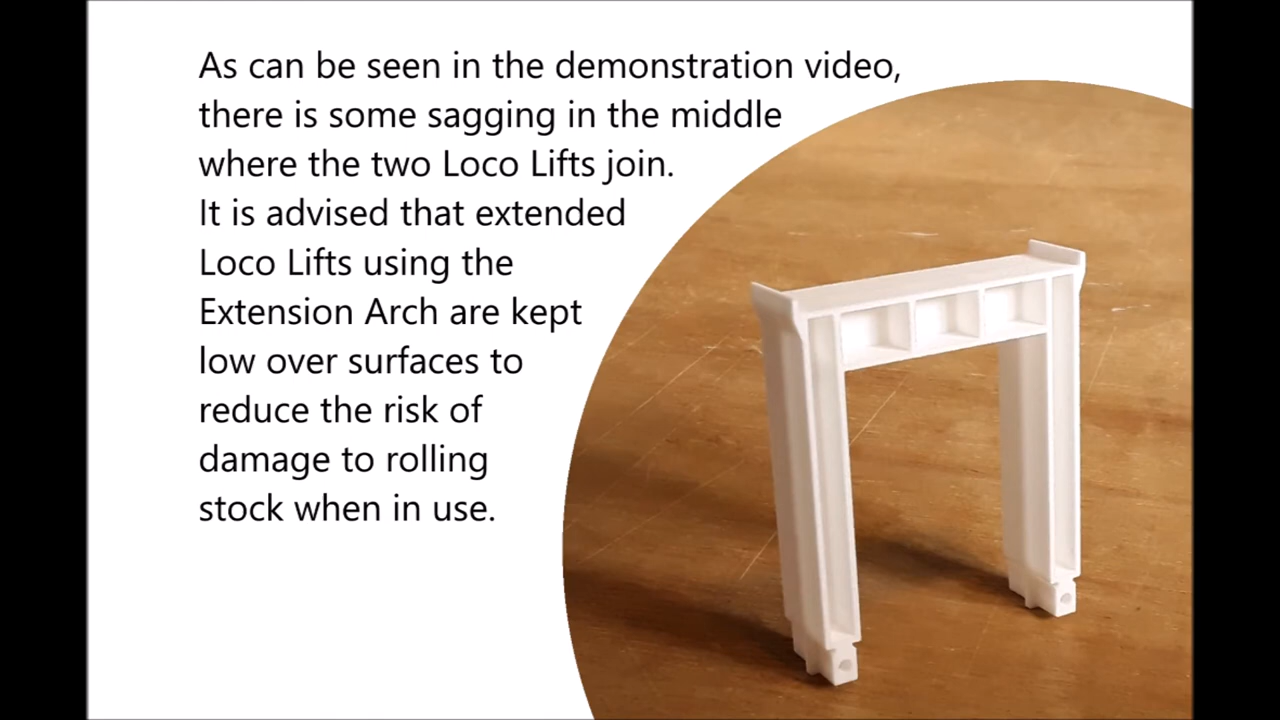 As can be seen in the demonstration video,
there is some sagging in the middle
where the two Loco Lifts join.
It is advised that extended
Loco Lifts using the
Extension Arch are kept
low over surfaces to
reduce the risk of
damage to rolling
stock when in use.